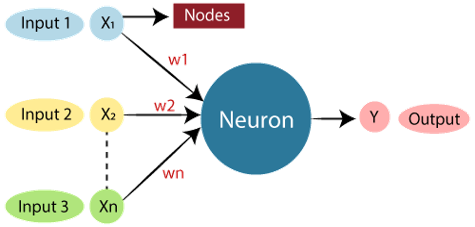 Input 1
X₁
Nodes
w1
Input 2
X₂
w2
Neuron
Y
Output
wn
Input 3
Xn